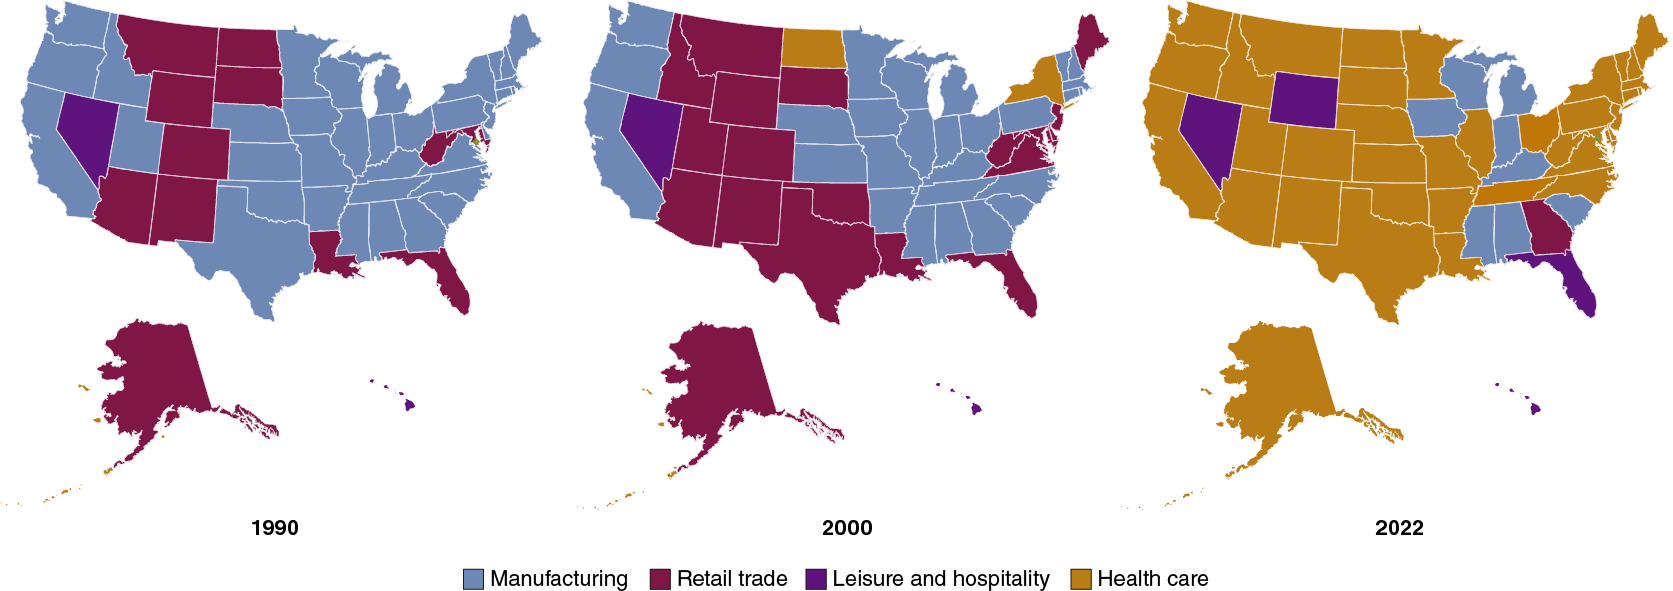 1990 2000 2022
Manufacturing Retail trade Leisure and hospitality Health care